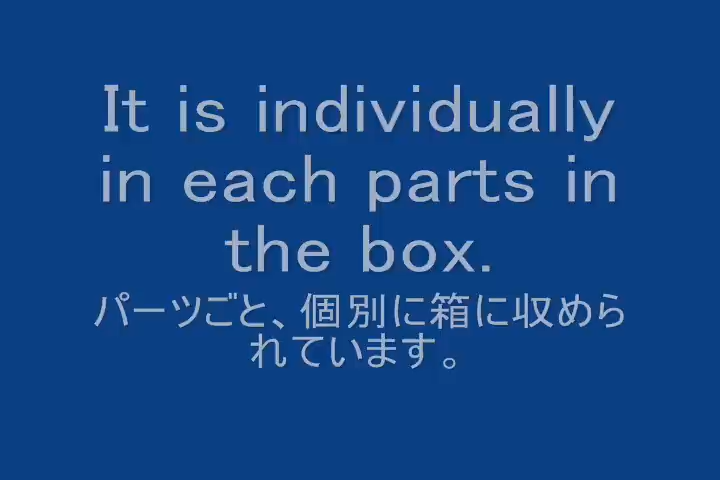 It is individually
in each parts in
the box.
パーツごと、個別に箱に収めら
れています。